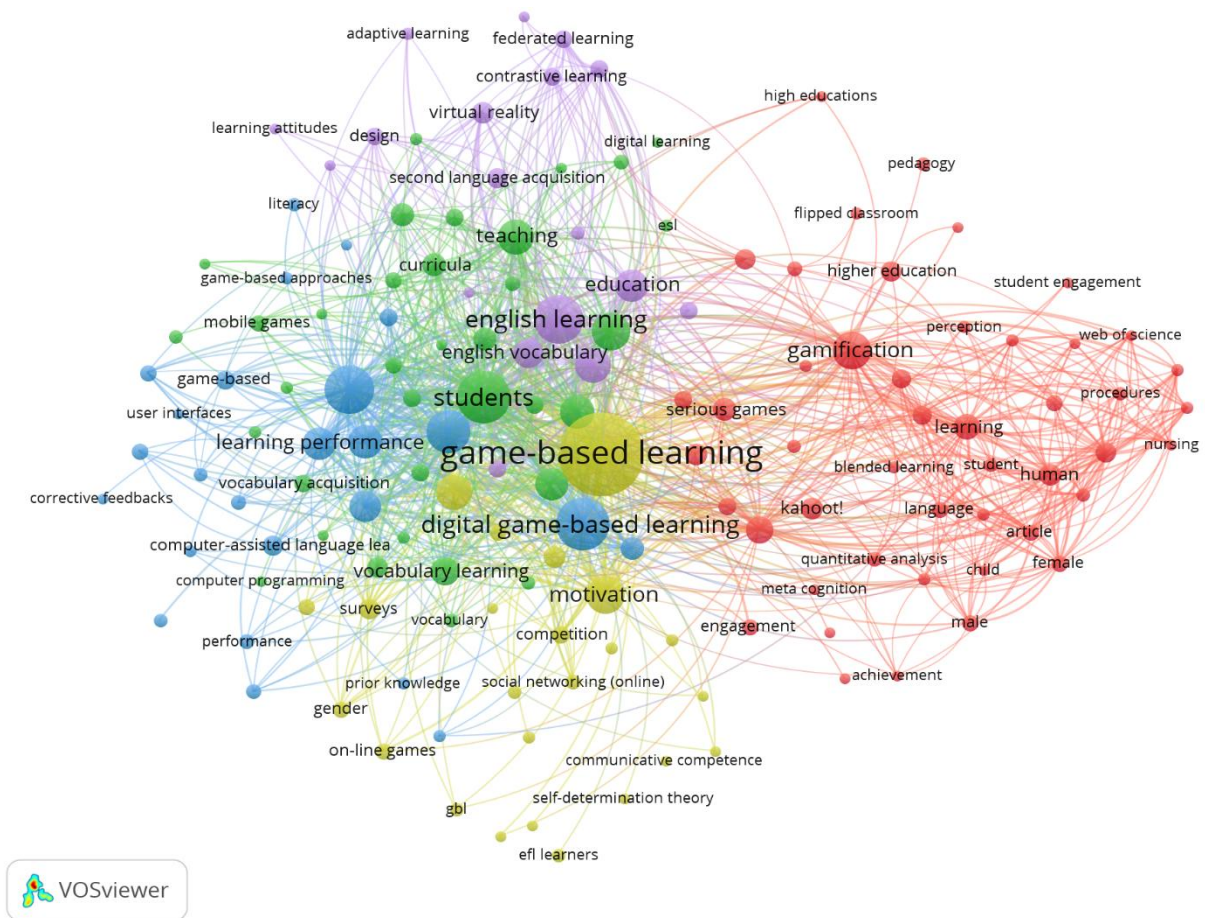 adaptive learning
federated learning
contrastive learning
high educations
virtual reality
learning attitudes
design
digital learning
pedagogy
second language acquisition
literacy
flipped classroom
esl
teaching
curricula
game-based approaches
higher education
education
student engagement
mobile games
english learning
perception
web of science
english vocabulary
gamification
game-based
procedures
students
serious games
user interfaces
learning
learning performance
game-based learning
nursing
blended learning
student
human
vocabulary acquisition
corrective feedbacks
kahoot!
language
digital game-based learning
article
computer-assisted language lea
quantitative analysis
female
vocabulary learning
child
computer programming
meta cognition
motivation
surveys
vocabulary
male
engagement
competition
performance
achievement
prior knowledge
social networking (online)
gender
on-line games
communicative competence
self-determination theory
gbl
efl learners
VOSviewer